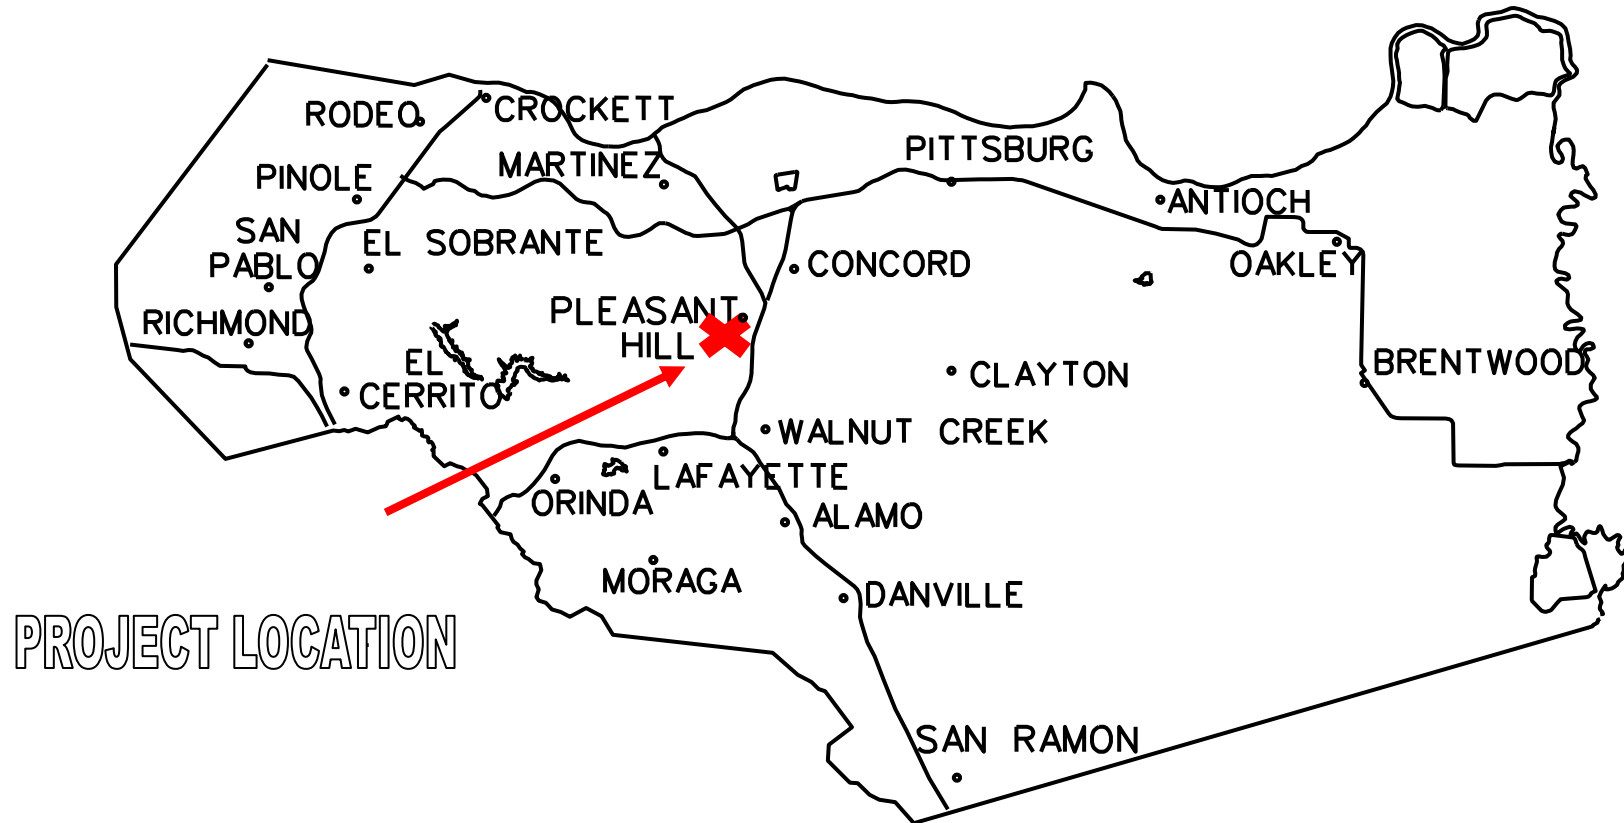 RODEO
CROCKETT
PITTSBURG
MARTINEZ
PINOLE
ANTIOCH
SAN
PABLO
EL SOBRANTE
CONCORD
OAKLEY
PLEASANT
HILL
RICHMOND
EL
CERRITO
CLAYTON
BRENTWOOD
WALNUT CREEK
LAFAYETTE
ORINDA
ALAMO
MORAGA
DANVILLE
PROJECT LOCATION
SAN RAMON